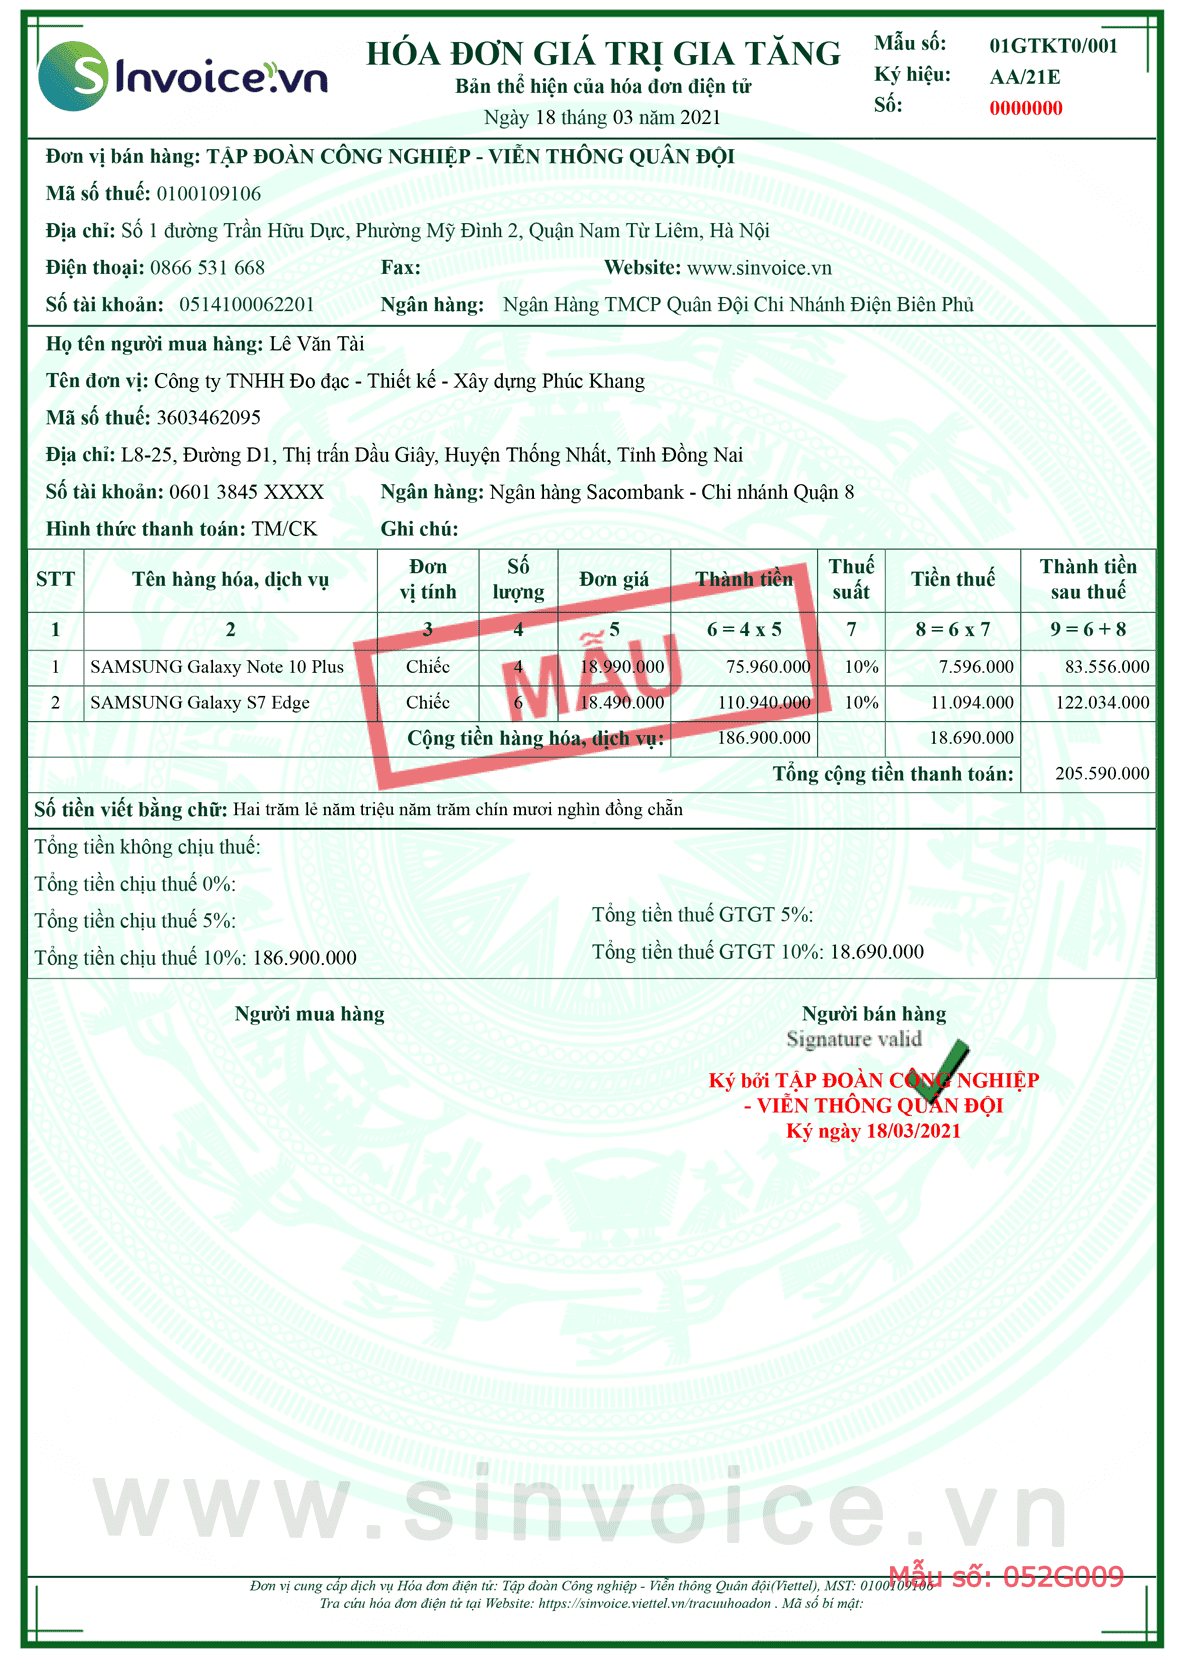 SInvoice.vn
HÓA ĐƠN GIÁ TRỊ GIA TĂNG
Bản thể hiện của hóa đơn điện tử
Ngày 18 tháng 03 năm 2021
Mẫu số: 01GTKT0/001
Ký hiệu: AA/21E
Số: 0000000
Đơn vị bán hàng: TẬP ĐOÀN CÔNG NGHIỆP - VIỄN THÔNG QUÂN ĐỘI
Mã số thuế: 0100109106
Địa chỉ: Số 1 đường Trần Hữu Dực, Phường Mỹ Đình 2, Quận Nam Từ Liêm, Hà Nội
Điện thoại: 0866 531 668 Fax: Website: www.sinvoice.vn
Số tài khoản: 0514100062201 Ngân hàng: Ngân Hàng TMCP Quân Đội Chi Nhánh Điện Biên Phủ
Họ tên người mua hàng: Lê Văn Tài
Tên đơn vị: Công ty TNHH Đo đạc - Thiết kế - Xây dựng Phúc Khang
Mã số thuế: 3603462095
Địa chỉ: L8-25, Đường D1, Thị trấn Dầu Giây, Huyện Thống Nhất, Tỉnh Đồng Nai
Số tài khoản: 0601 3845 XXXX Ngân hàng: Ngân hàng Sacombank - Chi nhánh Quận 8
Hình thức thanh toán: TM/CK Ghi chú:
STT Tên hàng hóa, dịch vụ Đơn vị tính Số lượng Đơn giá Thành tiền Thuế suất Tiền thuế Thành tiền sau thuế
1 2 3 4 5 6 = 4 x 5 7 8 = 6 x 7 9 = 6 + 8
1 SAMSUNG Galaxy Note 10 Plus Chiếc 4 18.990.000 75.960.000 10% 7.596.000 83.556.000
2 SAMSUNG Galaxy S7 Edge Chiếc 6 18.490.000 110.940.000 10% 11.094.000 122.034.000
MẪU
Cộng tiền hàng hóa, dịch vụ: 186.900.000 18.690.000
Tổng cộng tiền thanh toán: 205.590.000
Số tiền viết bằng chữ: Hai trăm lẻ năm triệu năm trăm chín mươi nghìn đồng chẵn
Tổng tiền không chịu thuế:
Tổng tiền chịu thuế 0%:
Tổng tiền chịu thuế 5%: Tổng tiền thuế GTGT 5%:
Tổng tiền chịu thuế 10%: 186.900.000 Tổng tiền thuế GTGT 10%: 18.690.000
Người mua hàng Người bán hàng
Signature valid
Ký bởi TẬP ĐOÀN CÔNG NGHIỆP
- VIỄN THÔNG QUÂN ĐỘI
Ký ngày 18/03/2021
www.sinvoice.vn
Mẫu số: 052G009
Đơn vị cung cấp dịch vụ Hóa đơn điện tử: Tập đoàn Công nghiệp - Viễn thông Quân đội(Viettel), MST: 0100109106
Tra cứu hóa đơn điện tử tại Website: https://sinvoice.viettel.vn/tracuuhoadon . Mã số bí mật: